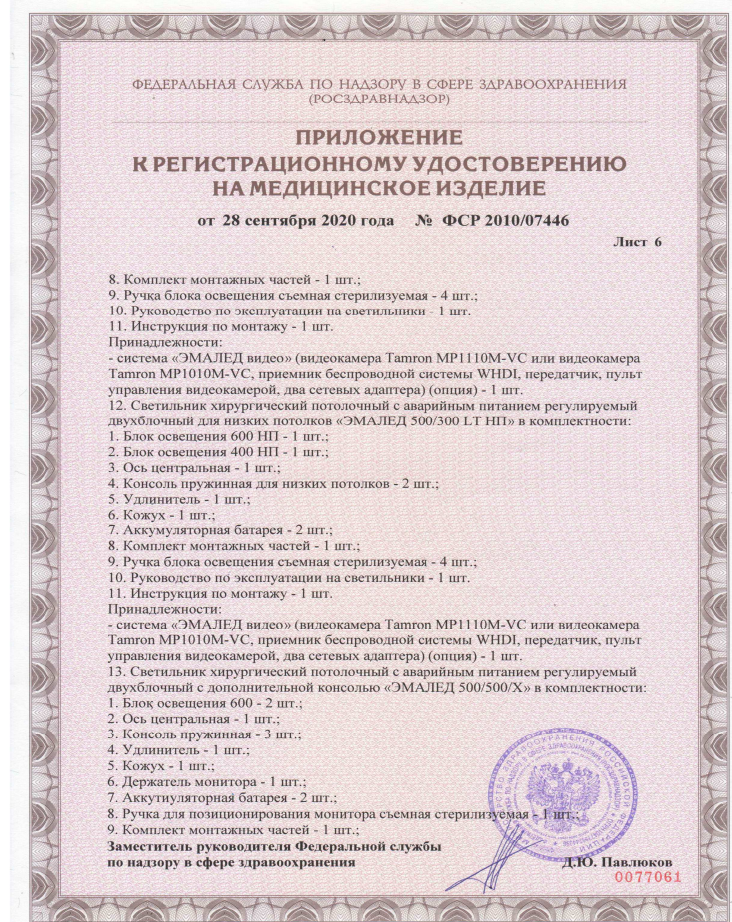 ФЕДЕРАЛЬНАЯ СЛУЖБА ПО НАДЗОРУ В СФЕРЕ ЗДРАВООХРАНЕНИЯ
(РОСЗДРАВНАДЗОР)
ПРИЛОЖЕНИЕ
К РЕГИСТРАЦИОННОМУ УДОСТОВЕРЕНИЮ
НА МЕДИЦИНСКОЕ ИЗДЕЛИЕ
от 28 сентября 2020 года № ФСР 2010/07446
Лист 6
8. Комплект монтажных частей - 1 шт.;
9. Ручка блока освещения съемная стерилизуемая - 4 шт.;
10. Руководство по эксплуатации на светильники - 1 шт.
11. Инструкция по монтажу - 1 шт.
Принадлежности:
- система «ЭМАЛЕД видео» (видеокамера Tamron MP1110M-VC или видеокамера
Tamron MP1010M-VC, приемник беспроводной системы WHDI, передатчик, пульт
управления видеокамерой, два сетевых адаптера) (опция) - 1 шт.
12. Светильник хирургический потолочный с аварийным питанием регулируемый
двухблочный для низких потолков «ЭМАЛЕД 500/300 LT НП» в комплектности:
1. Блок освещения 600 НП - 1 шт.;
2. Блок освещения 400 НП - 1 шт.;
3. Ось центральная - 1 шт.;
4. Консоль пружинная для низких потолков - 2 шт.;
5. Удлинитель - 1 шт.;
6. Кожух - 1 шт.;
7. Аккумуляторная батарея - 2 шт.;
8. Комплект монтажных частей - 1 шт.;
9. Ручка блока освещения съемная стерилизуемая - 4 шт.;
10. Руководство по эксплуатации на светильники - 1 шт.
11. Инструкция по монтажу - 1 шт.
Принадлежности:
- система «ЭМАЛЕД видео» (видеокамера Tamron MP1110M-VC или видеокамера
Tamron MP1010M-VC, приемник беспроводной системы WHDI, передатчик, пульт
управления видеокамерой, два сетевых адаптера) (опция) - 1 шт.
13. Светильник хирургический потолочный с аварийным питанием регулируемый
двухблочный с дополнительной консолью «ЭМАЛЕД 500/500/X» в комплектности:
1. Блок освещения 600 - 2 шт.;
2. Ось центральная - 1 шт.;
3. Консоль пружинная - 3 шт.;
4. Удлинитель - 1 шт.;
5. Кожух - 1 шт.;
6. Держатель монитора - 1 шт.;
7. Аккутиуляторная батарея - 2 шт.;
8. Ручка для позиционирования монитора съемная стерилизуемая - 1 шт.;
9. Комплект монтажных частей - 1 шт.;
Заместитель руководителя Федеральной службы
по надзору в сфере здравоохранения
Д.Ю. Павлюков
0077061